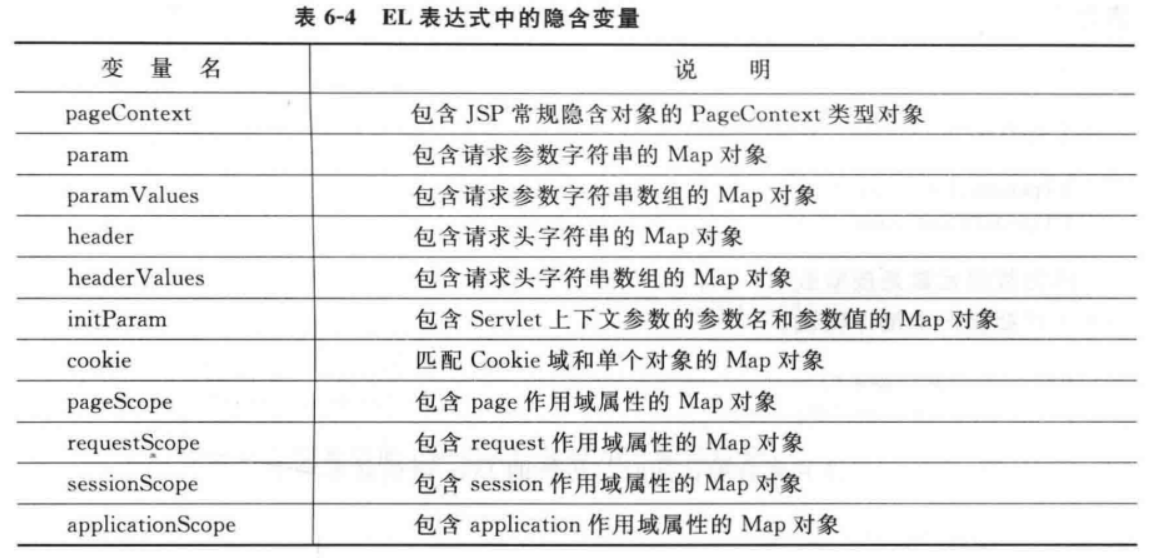 表 6-4 EL 表达式中的隐含变量
变 量 名 说 明
pageContext 包含 JSP 常规隐含对象的 PageContext 类型对象
param 包含请求参数字符串的 Map 对象
paramValues 包含请求参数字符串数组的 Map 对象
header 包含请求头字符串的 Map 对象
headerValues 包含请求头字符串数组的 Map 对象
initParam 包含 Servlet 上下文参数的参数名和参数值的 Map 对象
cookie 匹配 Cookie 域和单个对象的 Map 对象
pageScope 包含 page 作用域属性的 Map 对象
requestScope 包含 request 作用域属性的 Map 对象
sessionScope 包含 session 作用域属性的 Map 对象
applicationScope 包含 application 作用域属性的 Map 对象